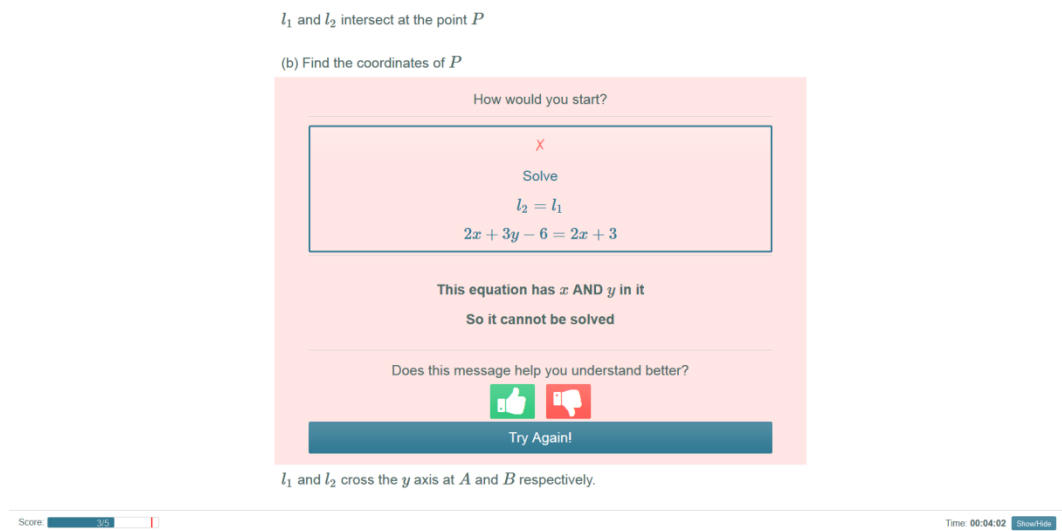 l₁ and l₂ intersect at the point P
(b) Find the coordinates of P
How would you start?
X
Solve
l₂ = l₁
2x + 3y − 6 = 2x + 3
This equation has x AND y in it
So it cannot be solved
Does this message help you understand better?
Try Again!
l₁ and l₂ cross the y axis at A and B respectively.
Score: 3/5 Time: 00:04:02 Show/Hide